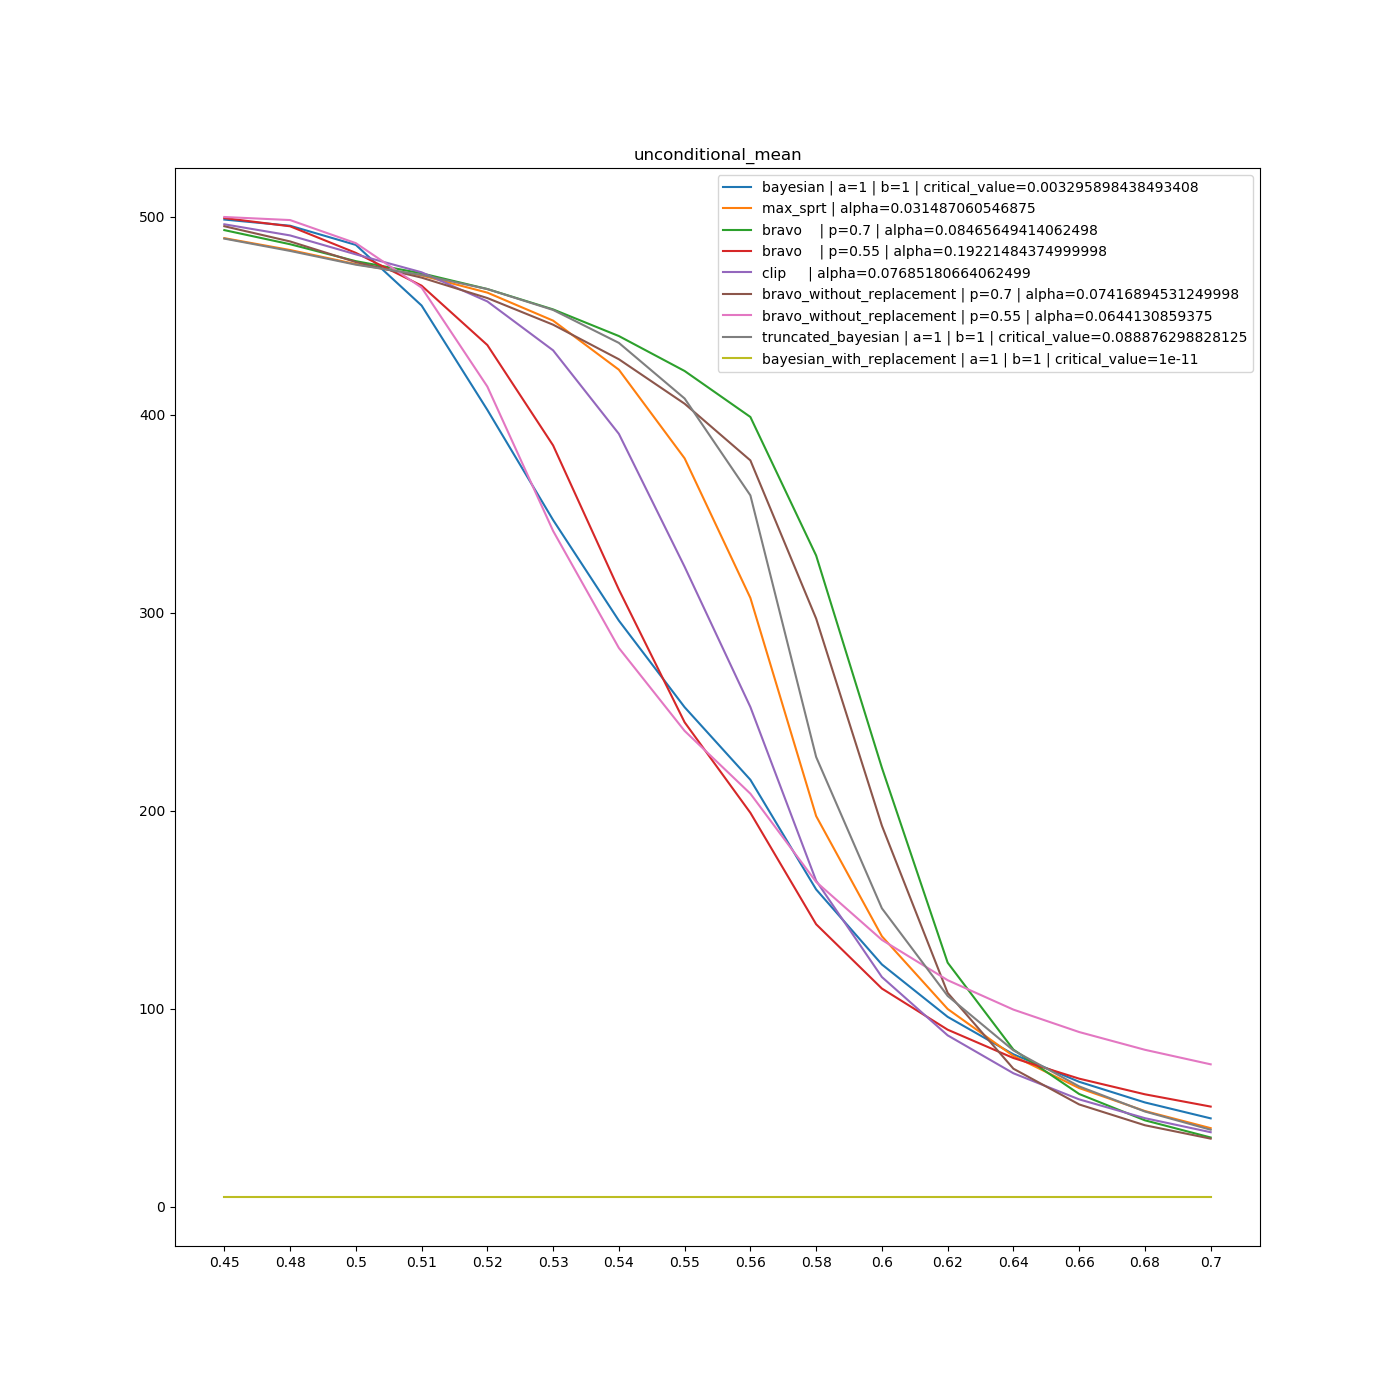 unconditional_mean
bayesian | a=1 | b=1 | critical_value=0.003295898438493408
max_sprt | alpha=0.031487060546875
bravo    | p=0.7 | alpha=0.08465649414062498
bravo    | p=0.55 | alpha=0.19221484374999998
clip     | alpha=0.07685180664062499
bravo_without_replacement | p=0.7 | alpha=0.07416894531249998
bravo_without_replacement | p=0.55 | alpha=0.0644130859375
truncated_bayesian | a=1 | b=1 | critical_value=0.088876298828125
bayesian_with_replacement | a=1 | b=1 | critical_value=1e-11
500
400
300
200
100
0
0.45 0.48 0.5 0.51 0.52 0.53 0.54 0.55 0.56 0.58 0.6 0.62 0.64 0.66 0.68 0.7